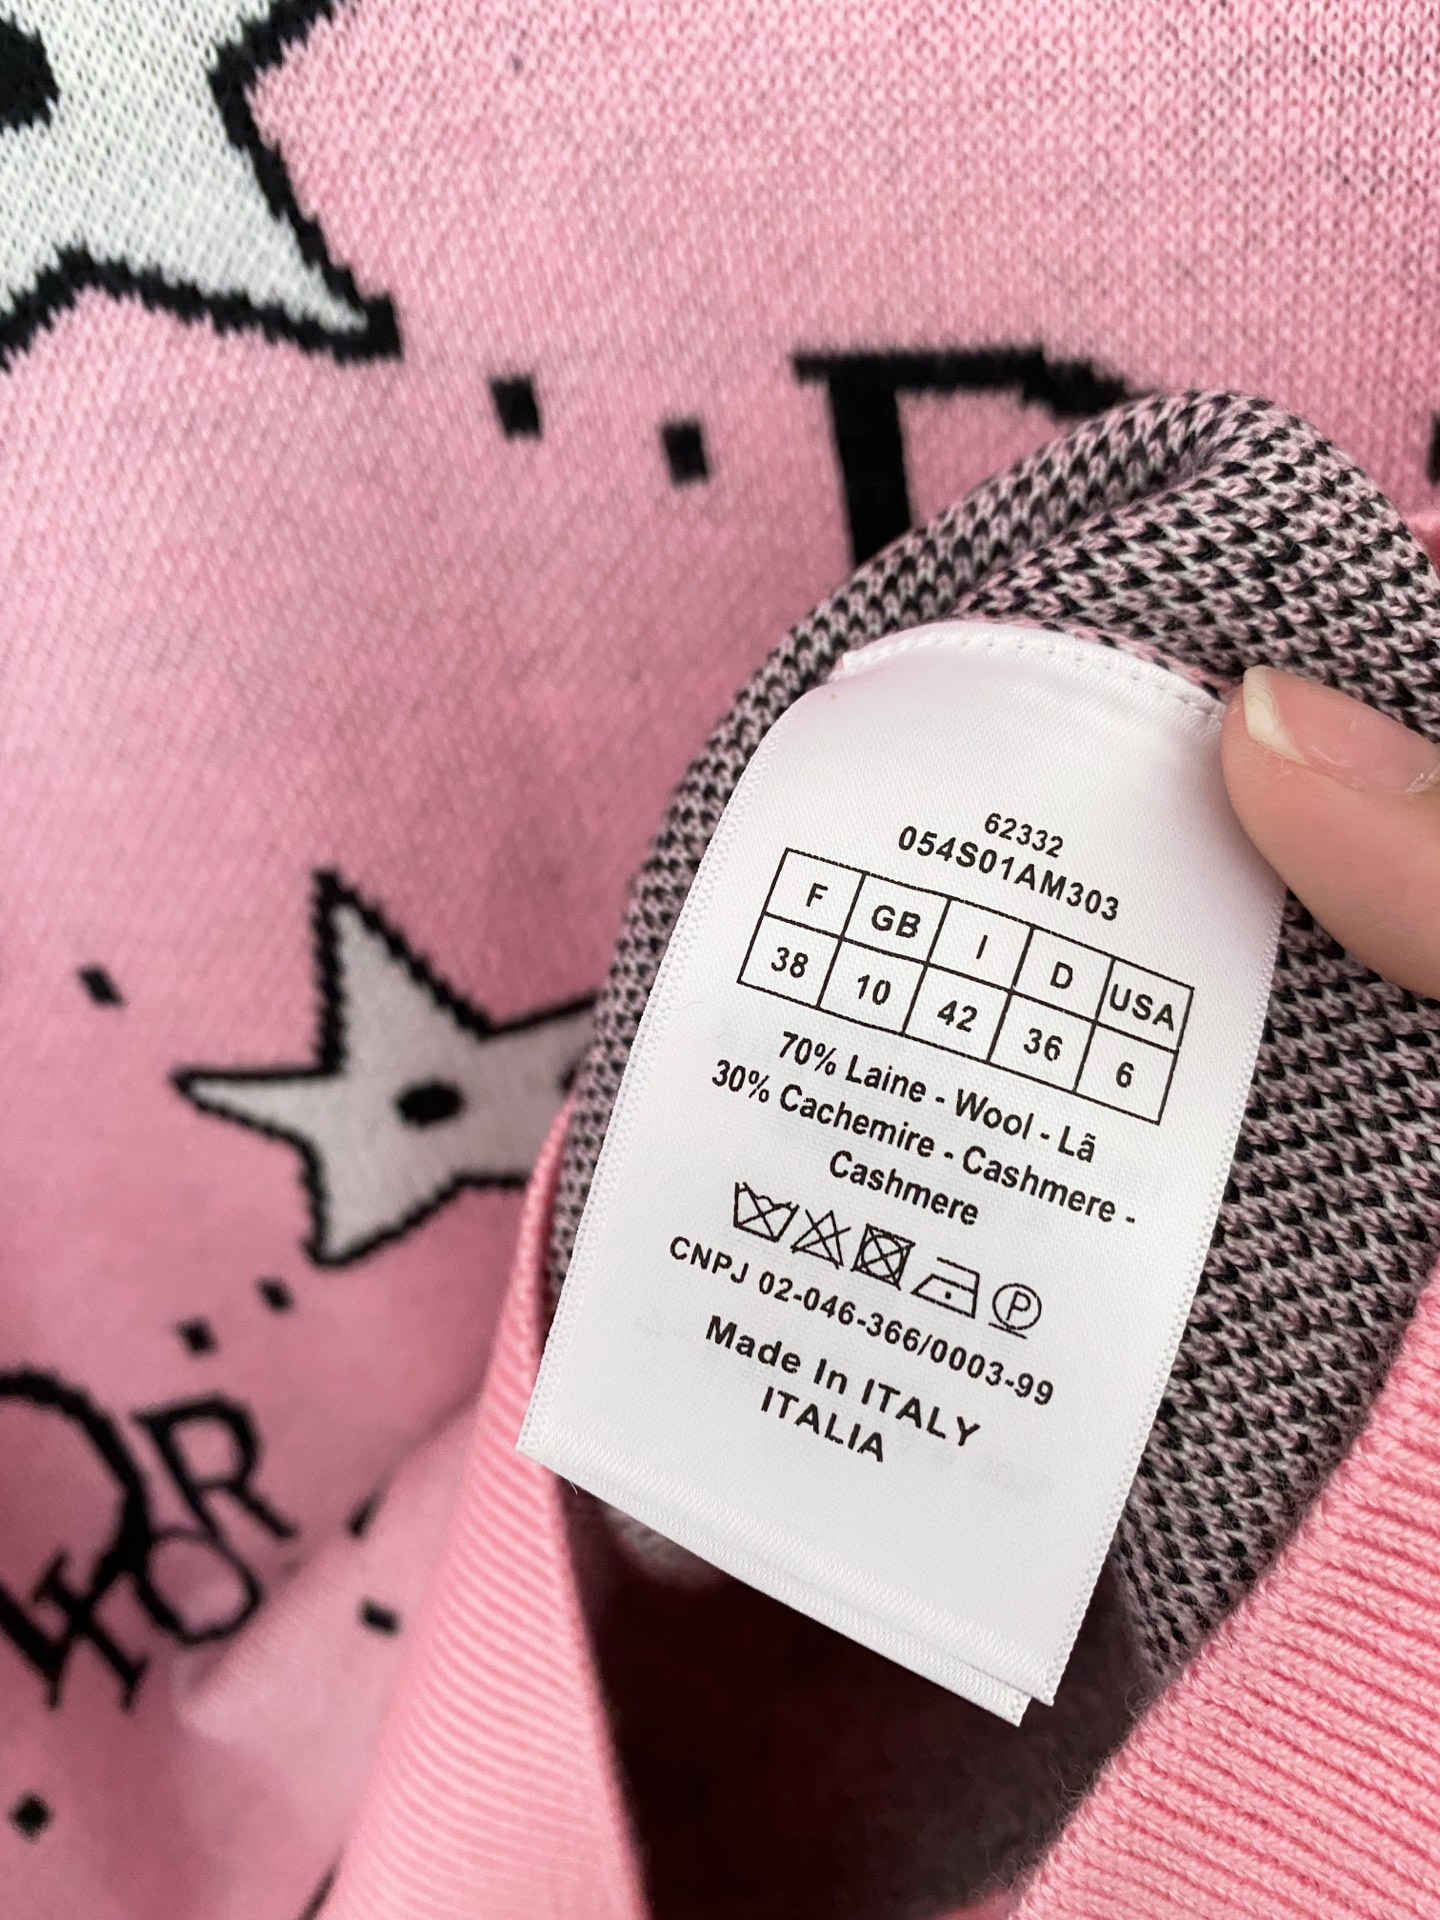 62332
054S01AM303
F GB I D USA
38 10 42 36 6
70% Laine - Wool - Lã
30% Cachemire - Cashmere -
Cashmere
P
CNPJ 02-046-366/0003-99
Made In ITALY
ITALIA